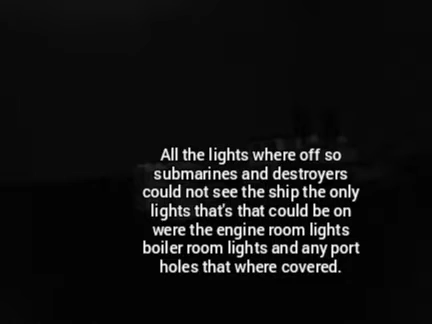 All the lights where off so
submarines and destroyers
could not see the ship the only
lights that's that could be on
were the engine room lights
boiler room lights and any port
holes that where covered.